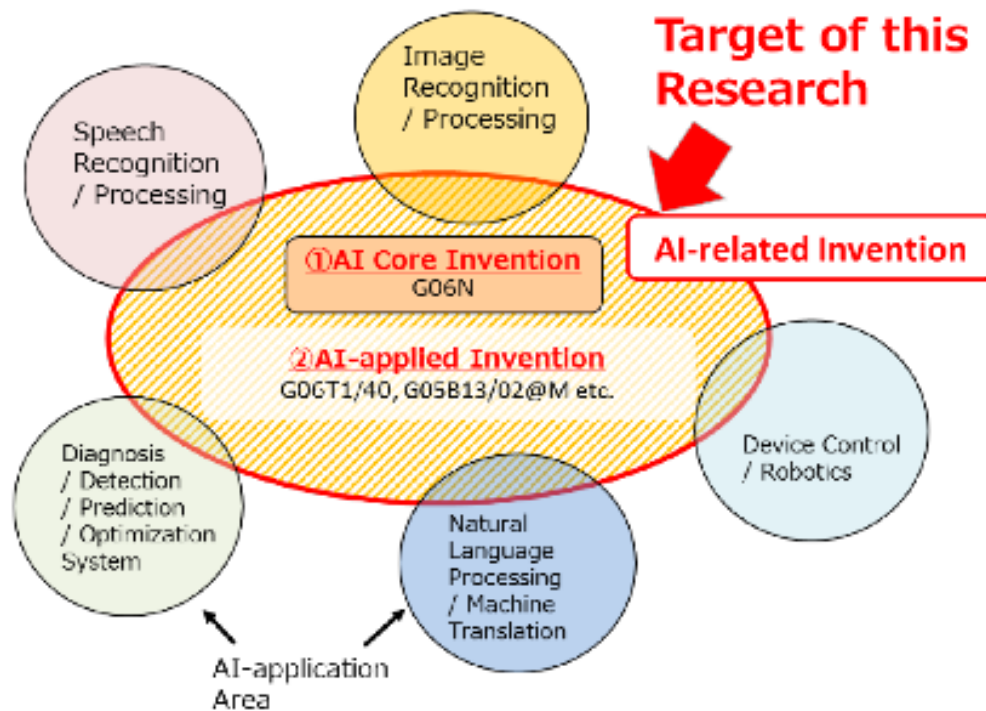 Target of this
Research
Image
Recognition
/ Processing
Speech
Recognition
/ Processing
AI-related Invention
①AI Core Invention
G06N
②AI-applied Invention
G06T1/40, G05B13/02@M etc.
Device Control
/ Robotics
Diagnosis
/ Detection
/ Prediction
/ Optimization
System
Natural
Language
Processing
/ Machine
Translation
AI-application
Area